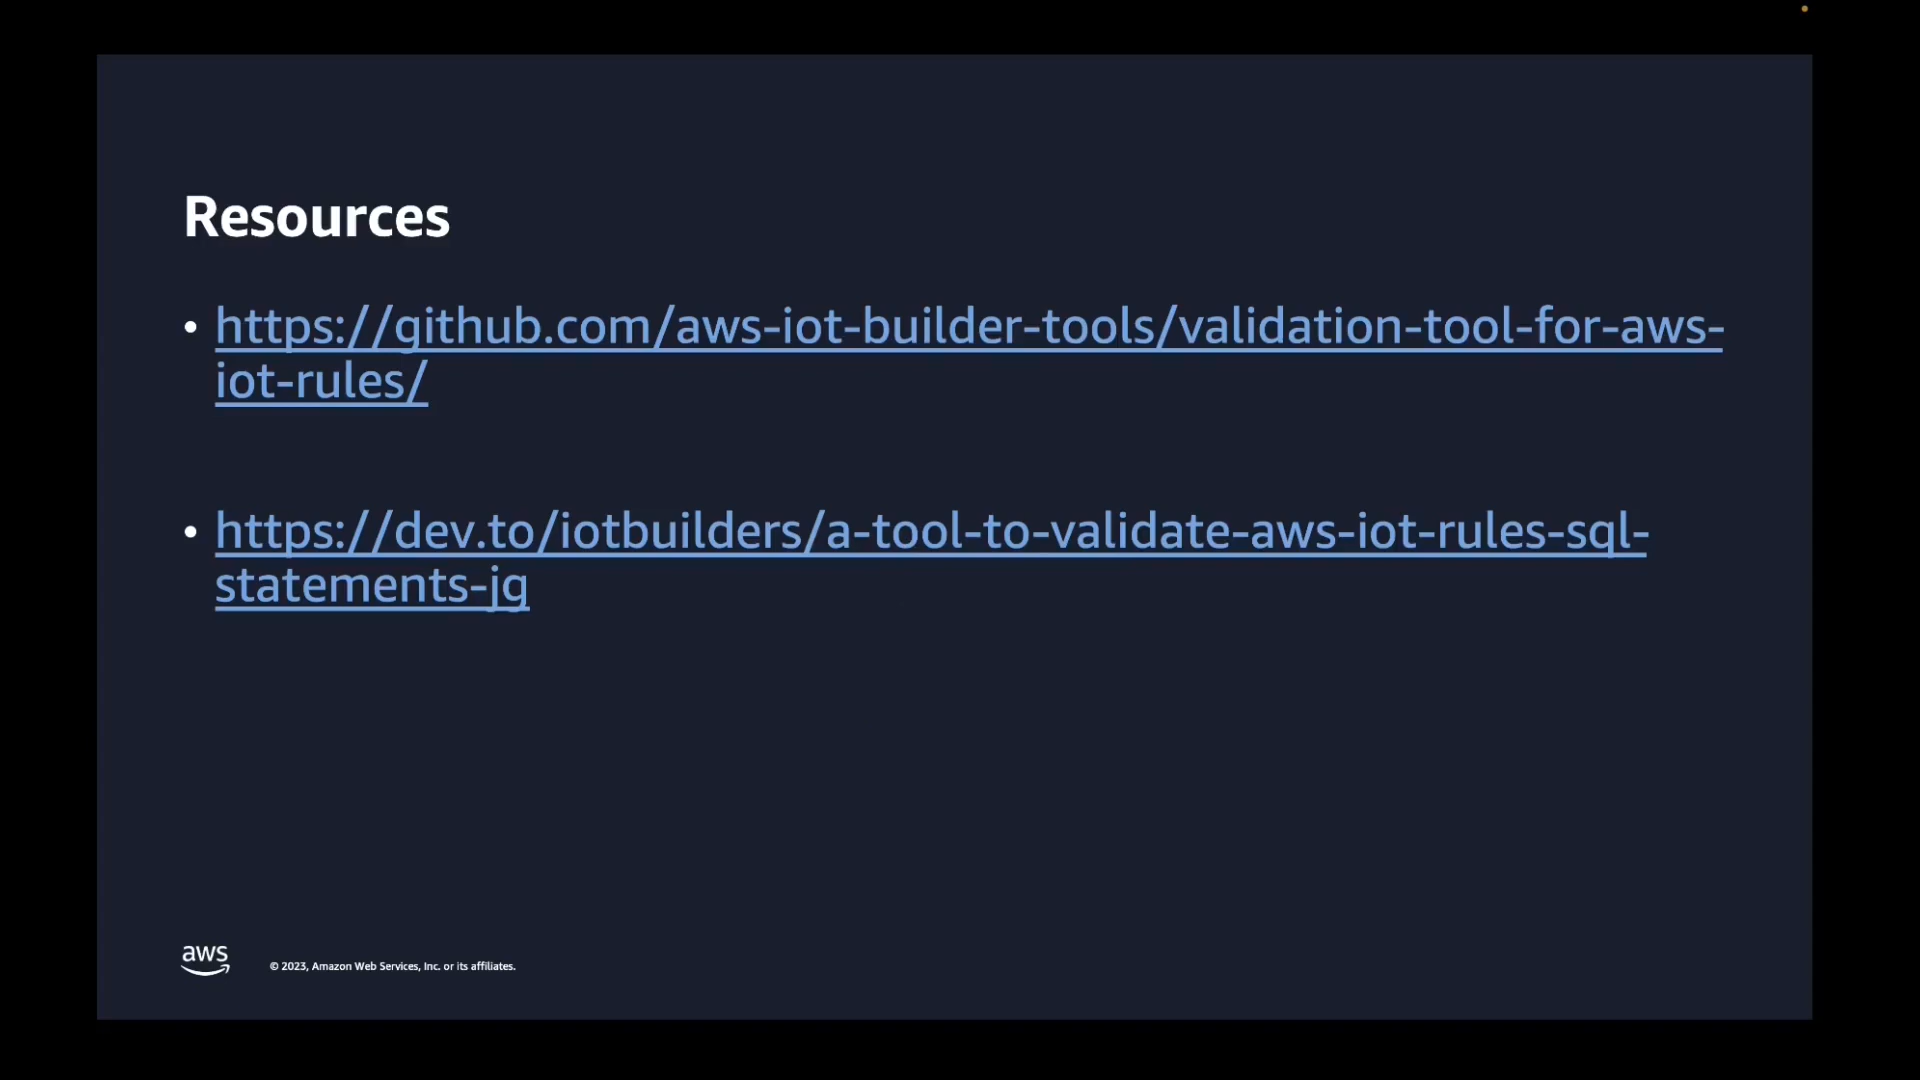 Resources
• https://github.com/aws-iot-builder-tools/validation-tool-for-aws-
iot-rules/
• https://dev.to/iotbuilders/a-tool-to-validate-aws-iot-rules-sql-
statements-jg
aws
© 2023, Amazon Web Services, Inc. or its affiliates.